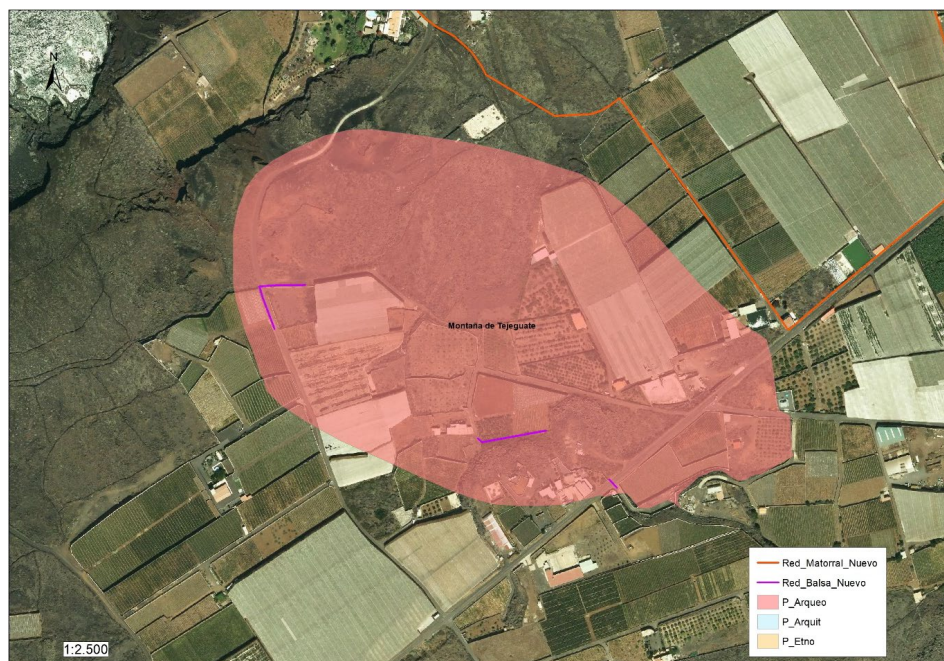 N
Montaña de Tejeguate
Red_Matorral_Nuevo
Red_Balsa_Nuevo
P_Arqueo
P_Arquit
P_Etno
1:2.500